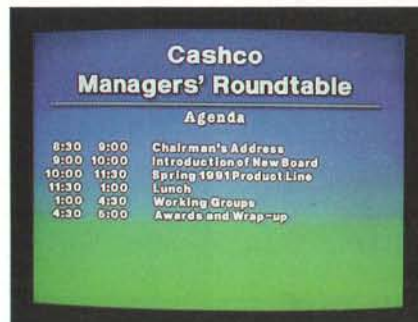 Cashco
Managers' Roundtable
Agenda
8:30 9:00 Chairman's Address
9:00 10:00 Introduction of New Board
10:00 11:30 Spring 1991 Product Line
11:30 1:00 Lunch
1:00 4:30 Working Groups
4:30 5:00 Awards and Wrap-up